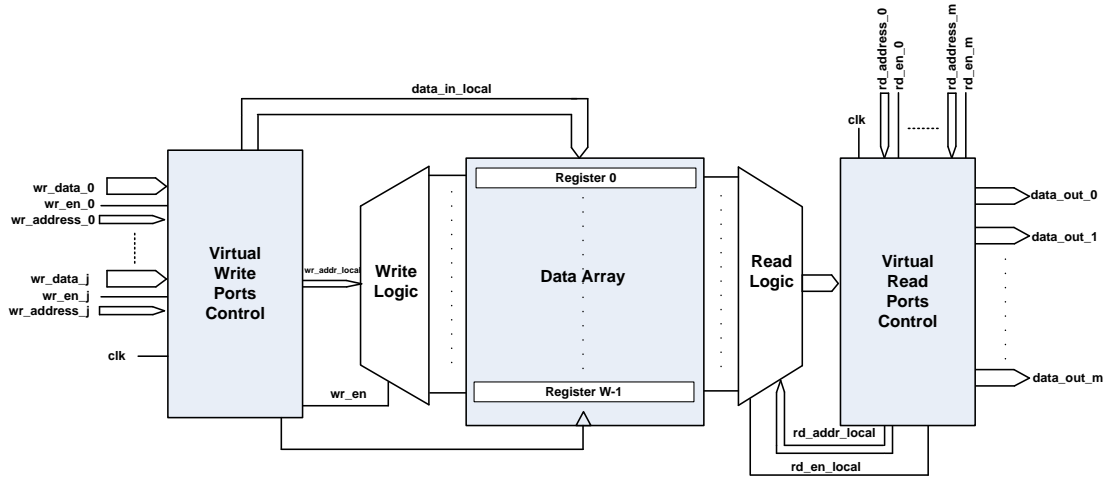 data_in_local
wr_data_0
wr_en_0
wr_address_0
wr_data_j
wr_en_j
wr_address_j
clk
Virtual
Write
Ports
Control
wr_addr_local
wr_en
Write
Logic
Register 0
Data Array
Register W-1
Read
Logic
rd_addr_local
rd_en_local
clk
rd_address_0
rd_en_0
rd_address_m
rd_en_m
Virtual
Read
Ports
Control
data_out_0
data_out_1
data_out_m